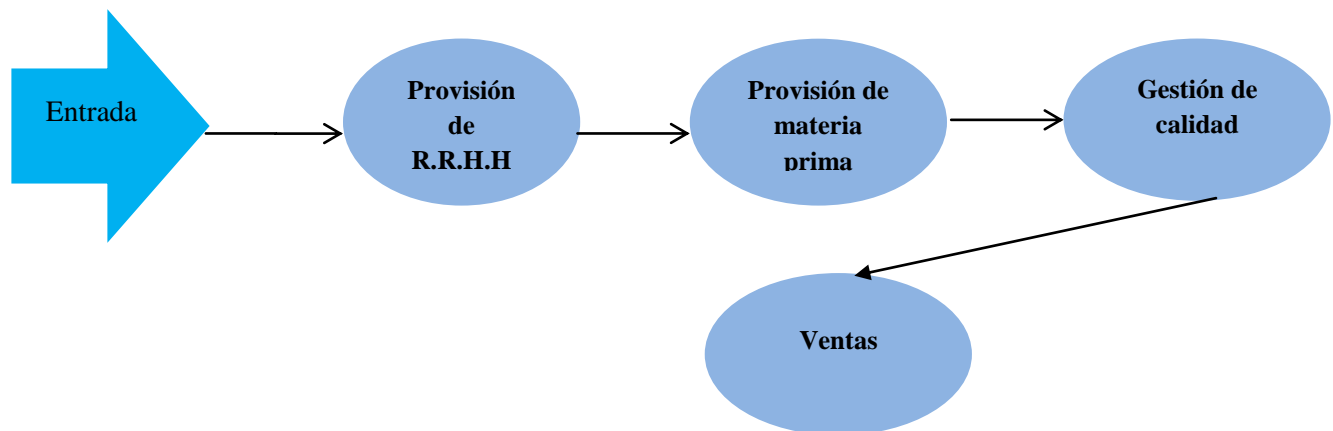 Entrada
Provisión
de
R.R.H.H
Provisión de
materia
prima
Gestión de
calidad
Ventas